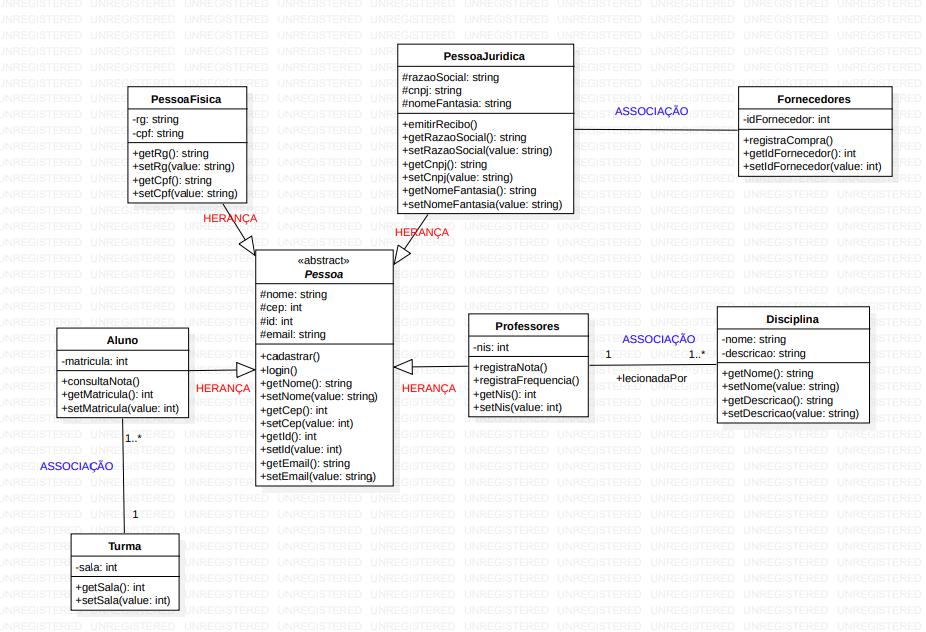 PessoaJuridica
#razaoSocial: string
#cnpj: string
#nomeFantasia: string
+emitirRecibo()
+getRazaoSocial(): string
+setRazaoSocial(value: string)
+getCnpj(): string
+setCnpj(value: string)
+getNomeFantasia(): string
+setNomeFantasia(value: string)
PessoaFisica
-rg: string
-cpf: string
+getRg(): string
+setRg(value: string)
+getCpf(): string
+setCpf(value: string)
ASSOCIAÇÃO
Fornecedores
-idFornecedor: int
+registraCompra()
+getIdFornecedor(): int
+setIdFornecedor(value: int)
HERANÇA
HERANÇA
«abstract»
Pessoa
#nome: string
#cep: int
#id: int
#email: string
+cadastrar()
+login()
+getNome(): string
+setNome(value: string)
+getCep(): int
+setCep(value: int)
+getId(): int
+setId(value: int)
+getEmail(): string
+setEmail(value: string)
Aluno
-matricula: int
+consultaNota()
+getMatricula(): int
+setMatricula(value: int)
HERANÇA
HERANÇA
Professores
-nis: int
+registraNota()
+registraFrequencia()
+getNis(): int
+setNis(value: int)
ASSOCIAÇÃO
1
1..*
+lecionadaPor
Disciplina
-nome: string
-descricao: string
+getNome(): string
+setNome(value: string)
+getDescricao(): string
+setDescricao(value: string)
1..*
ASSOCIAÇÃO
1
Turma
-sala: int
+getSala(): int
+setSala(value: int)
UNREGISTERED